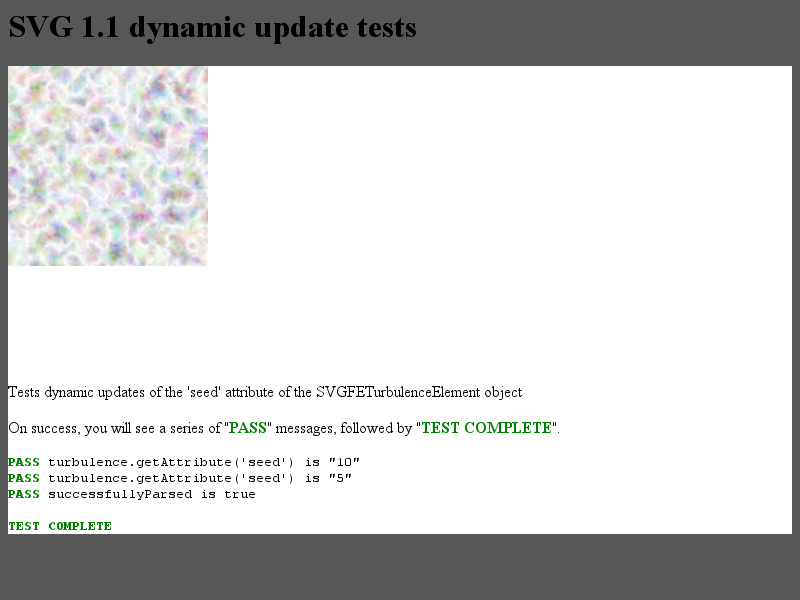 SVG 1.1 dynamic update tests
Tests dynamic updates of the 'seed' attribute of the SVGFETurbulenceElement object
On success, you will see a series of "PASS" messages, followed by "TEST COMPLETE".
PASS turbulence.getAttribute('seed') is "10"
PASS turbulence.getAttribute('seed') is "5"
PASS successfullyParsed is true
TEST COMPLETE